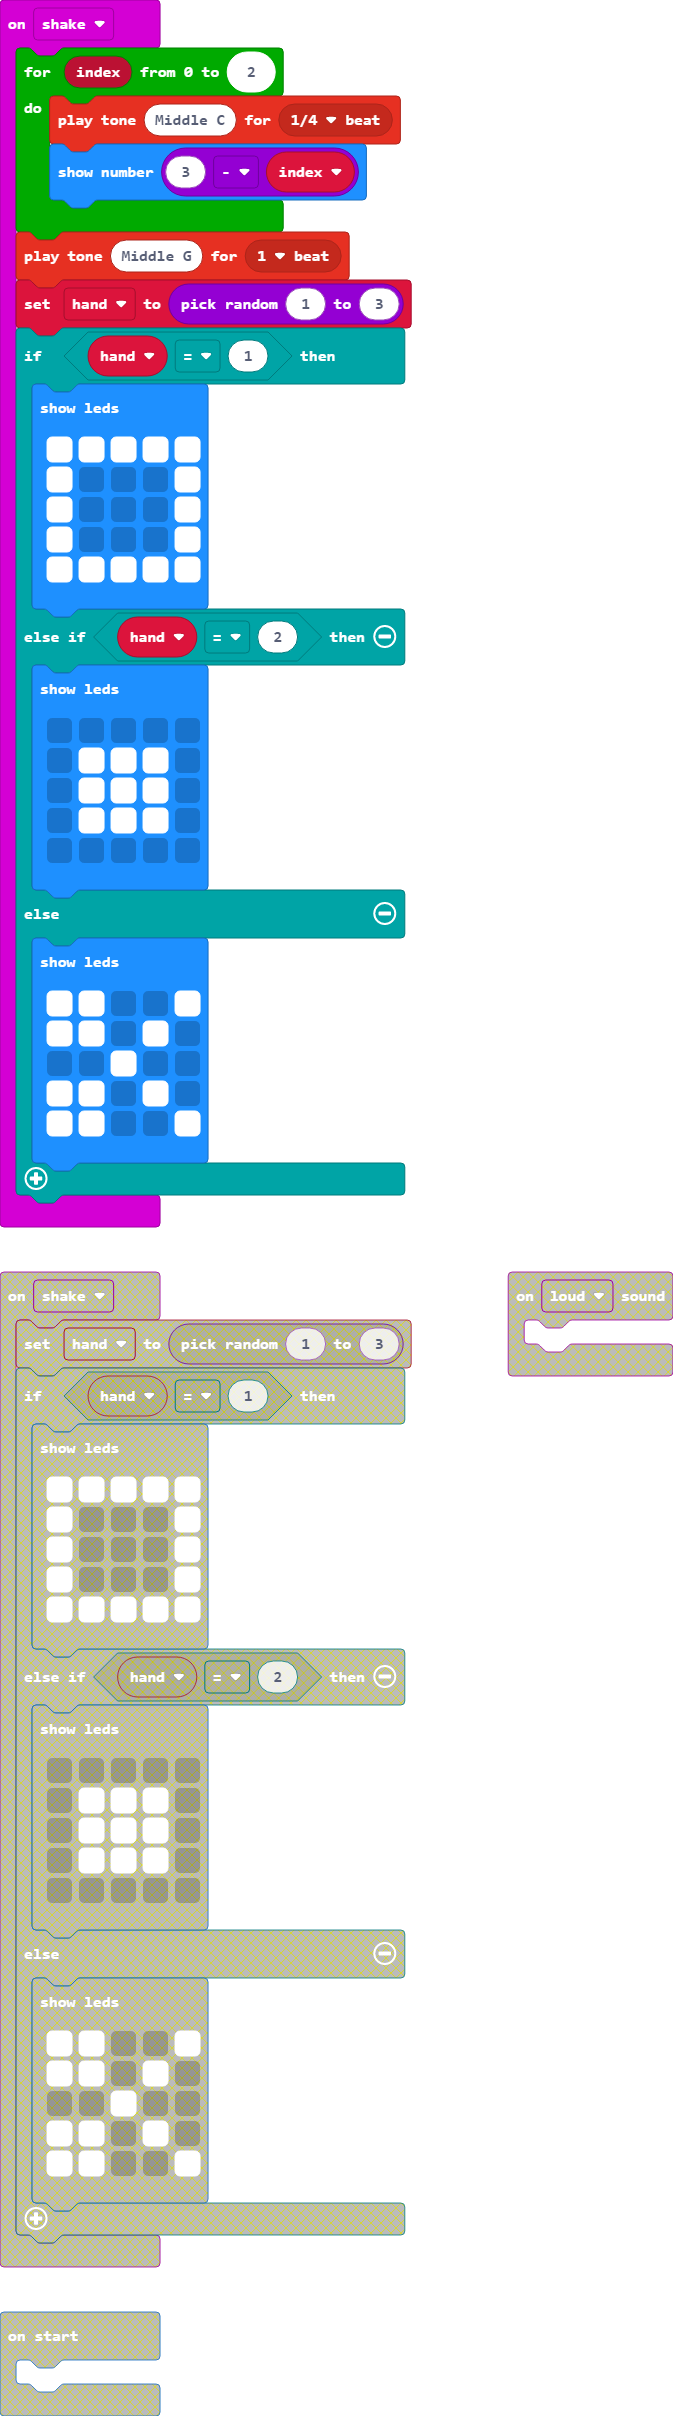 on shake
for index from 0 to 2
do
play tone Middle C for 1/4 beat
show number 3 - index
play tone Middle G for 1 beat
set hand to pick random 1 to 3
if hand = 1 then
show leds
else if hand = 2 then
show leds
else
show leds
on shake
on loud sound
set hand to pick random 1 to 3
if hand = 1 then
show leds
else if hand = 2 then
show leds
else
show leds
on start